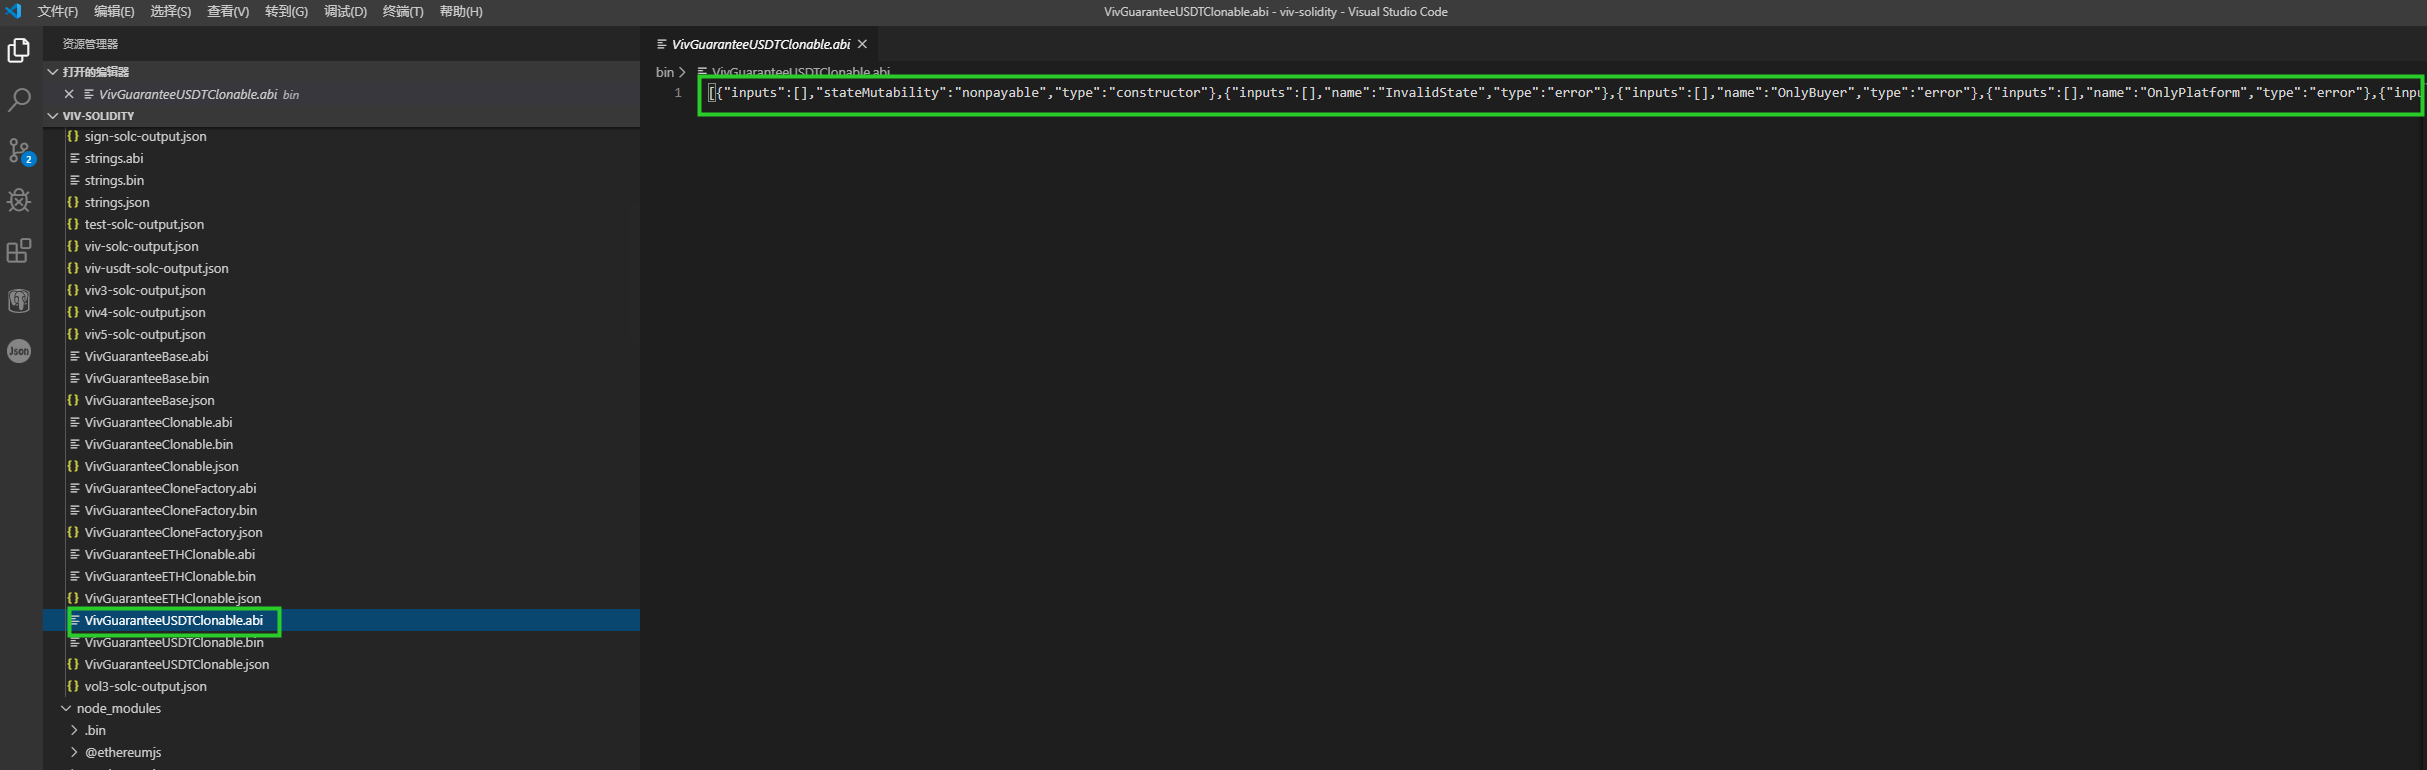 文件(F) 编辑(E) 选择(S) 查看(V) 转到(G) 调试(D) 终端(T) 帮助(H)
VivGuaranteeUSDTClonable.abi - viv-solidity - Visual Studio Code
资源管理器
打开的编辑器
VivGuaranteeUSDTClonable.abi bin
VIV-SOLIDITY
sign-solc-output.json
strings.abi
strings.bin
strings.json
test-solc-output.json
viv-solc-output.json
viv-usdt-solc-output.json
viv3-solc-output.json
viv4-solc-output.json
viv5-solc-output.json
VivGuaranteeBase.abi
VivGuaranteeBase.bin
VivGuaranteeBase.json
VivGuaranteeClonable.abi
VivGuaranteeClonable.bin
VivGuaranteeClonable.json
VivGuaranteeCloneFactory.abi
VivGuaranteeCloneFactory.bin
VivGuaranteeCloneFactory.json
VivGuaranteeETHClonable.abi
VivGuaranteeETHClonable.bin
VivGuaranteeETHClonable.json
VivGuaranteeUSDTClonable.abi
VivGuaranteeUSDTClonable.bin
VivGuaranteeUSDTClonable.json
vol3-solc-output.json
node_modules
.bin
@ethereumjs
2
Json
VivGuaranteeUSDTClonable.abi
bin > VivGuaranteeUSDTClonable.abi
1 [{"inputs":[],"stateMutability":"nonpayable","type":"constructor"},{"inputs":[],"name":"InvalidState","type":"error"},{"inputs":[],"name":"OnlyBuyer","type":"error"},{"inputs":[],"name":"OnlyPlatform","type":"error"},{"inpu